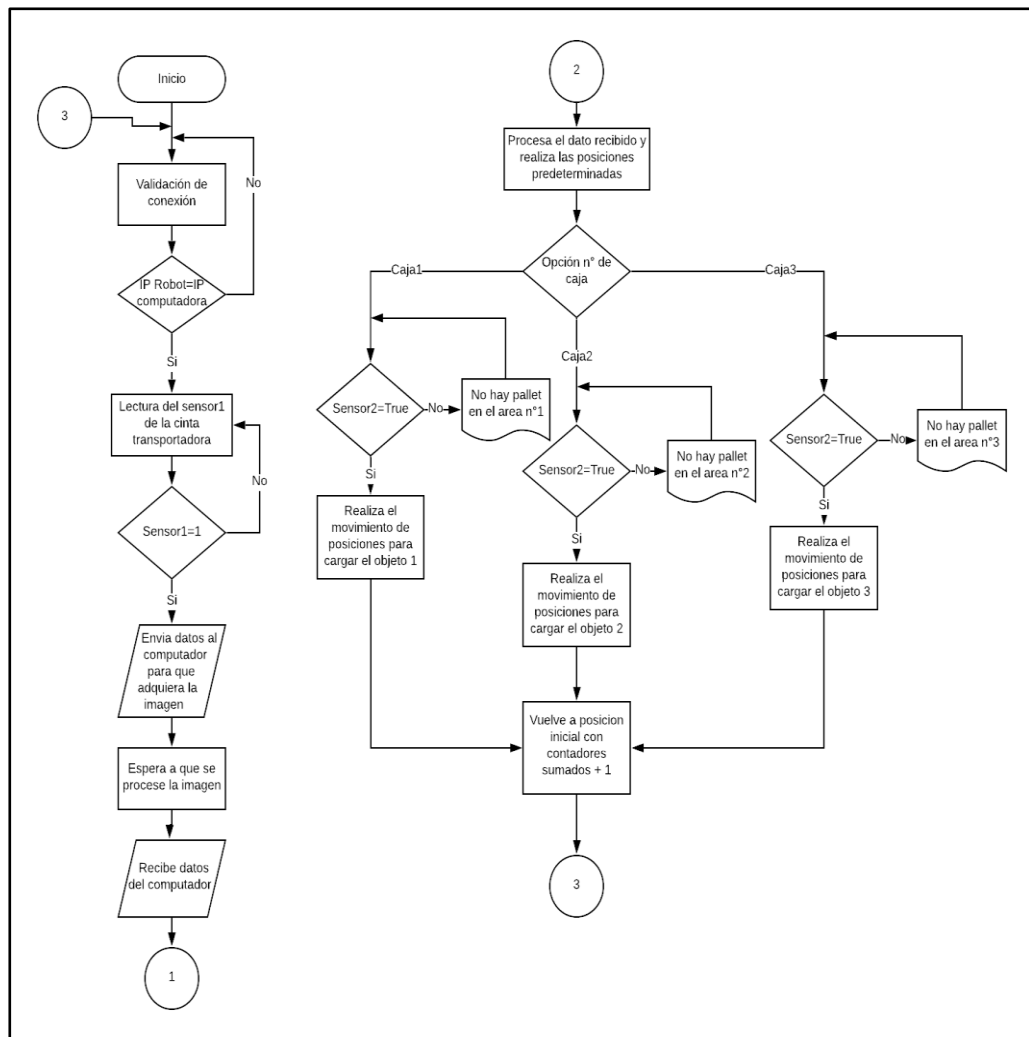 Inicio
3
Validación de
conexión
No
IP Robot=IP
computadora
Si
Lectura del sensor1
de la cinta
transportadora
No
Sensor1=1
Si
Envia datos al
computador
para que
adquiera la
imagen
Espera a que se
procese la imagen
Recibe datos
del computador
1
2
Procesa el dato recibido y
realiza las posiciones
predeterminadas
Opción n° de
caja
Caja1
Caja2
Caja3
Sensor2=True
No
No hay pallet
en el area n°1
Si
Realiza el
movimiento de
posiciones para
cargar el objeto 1
Sensor2=True
No
No hay pallet
en el area n°2
Si
Realiza el
movimiento de
posiciones para
cargar el objeto 2
Sensor2=True
No
No hay pallet
en el area n°3
Si
Realiza el
movimiento de
posiciones para
cargar el objeto 3
Vuelve a posicion
inicial con
contadores
sumados + 1
3